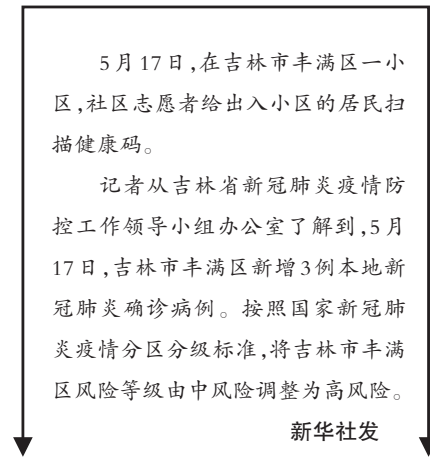 5月17日,在吉林市丰满区一小
区,社区志愿者给出入小区的居民扫
描健康码。
记者从吉林省新冠肺炎疫情防
控工作领导小组办公室了解到,5月
17日,吉林市丰满区新增3例本地新
冠肺炎确诊病例。按照国家新冠肺
炎疫情分区分级标准,将吉林市丰满
区风险等级由中风险调整为高风险。
新华社发